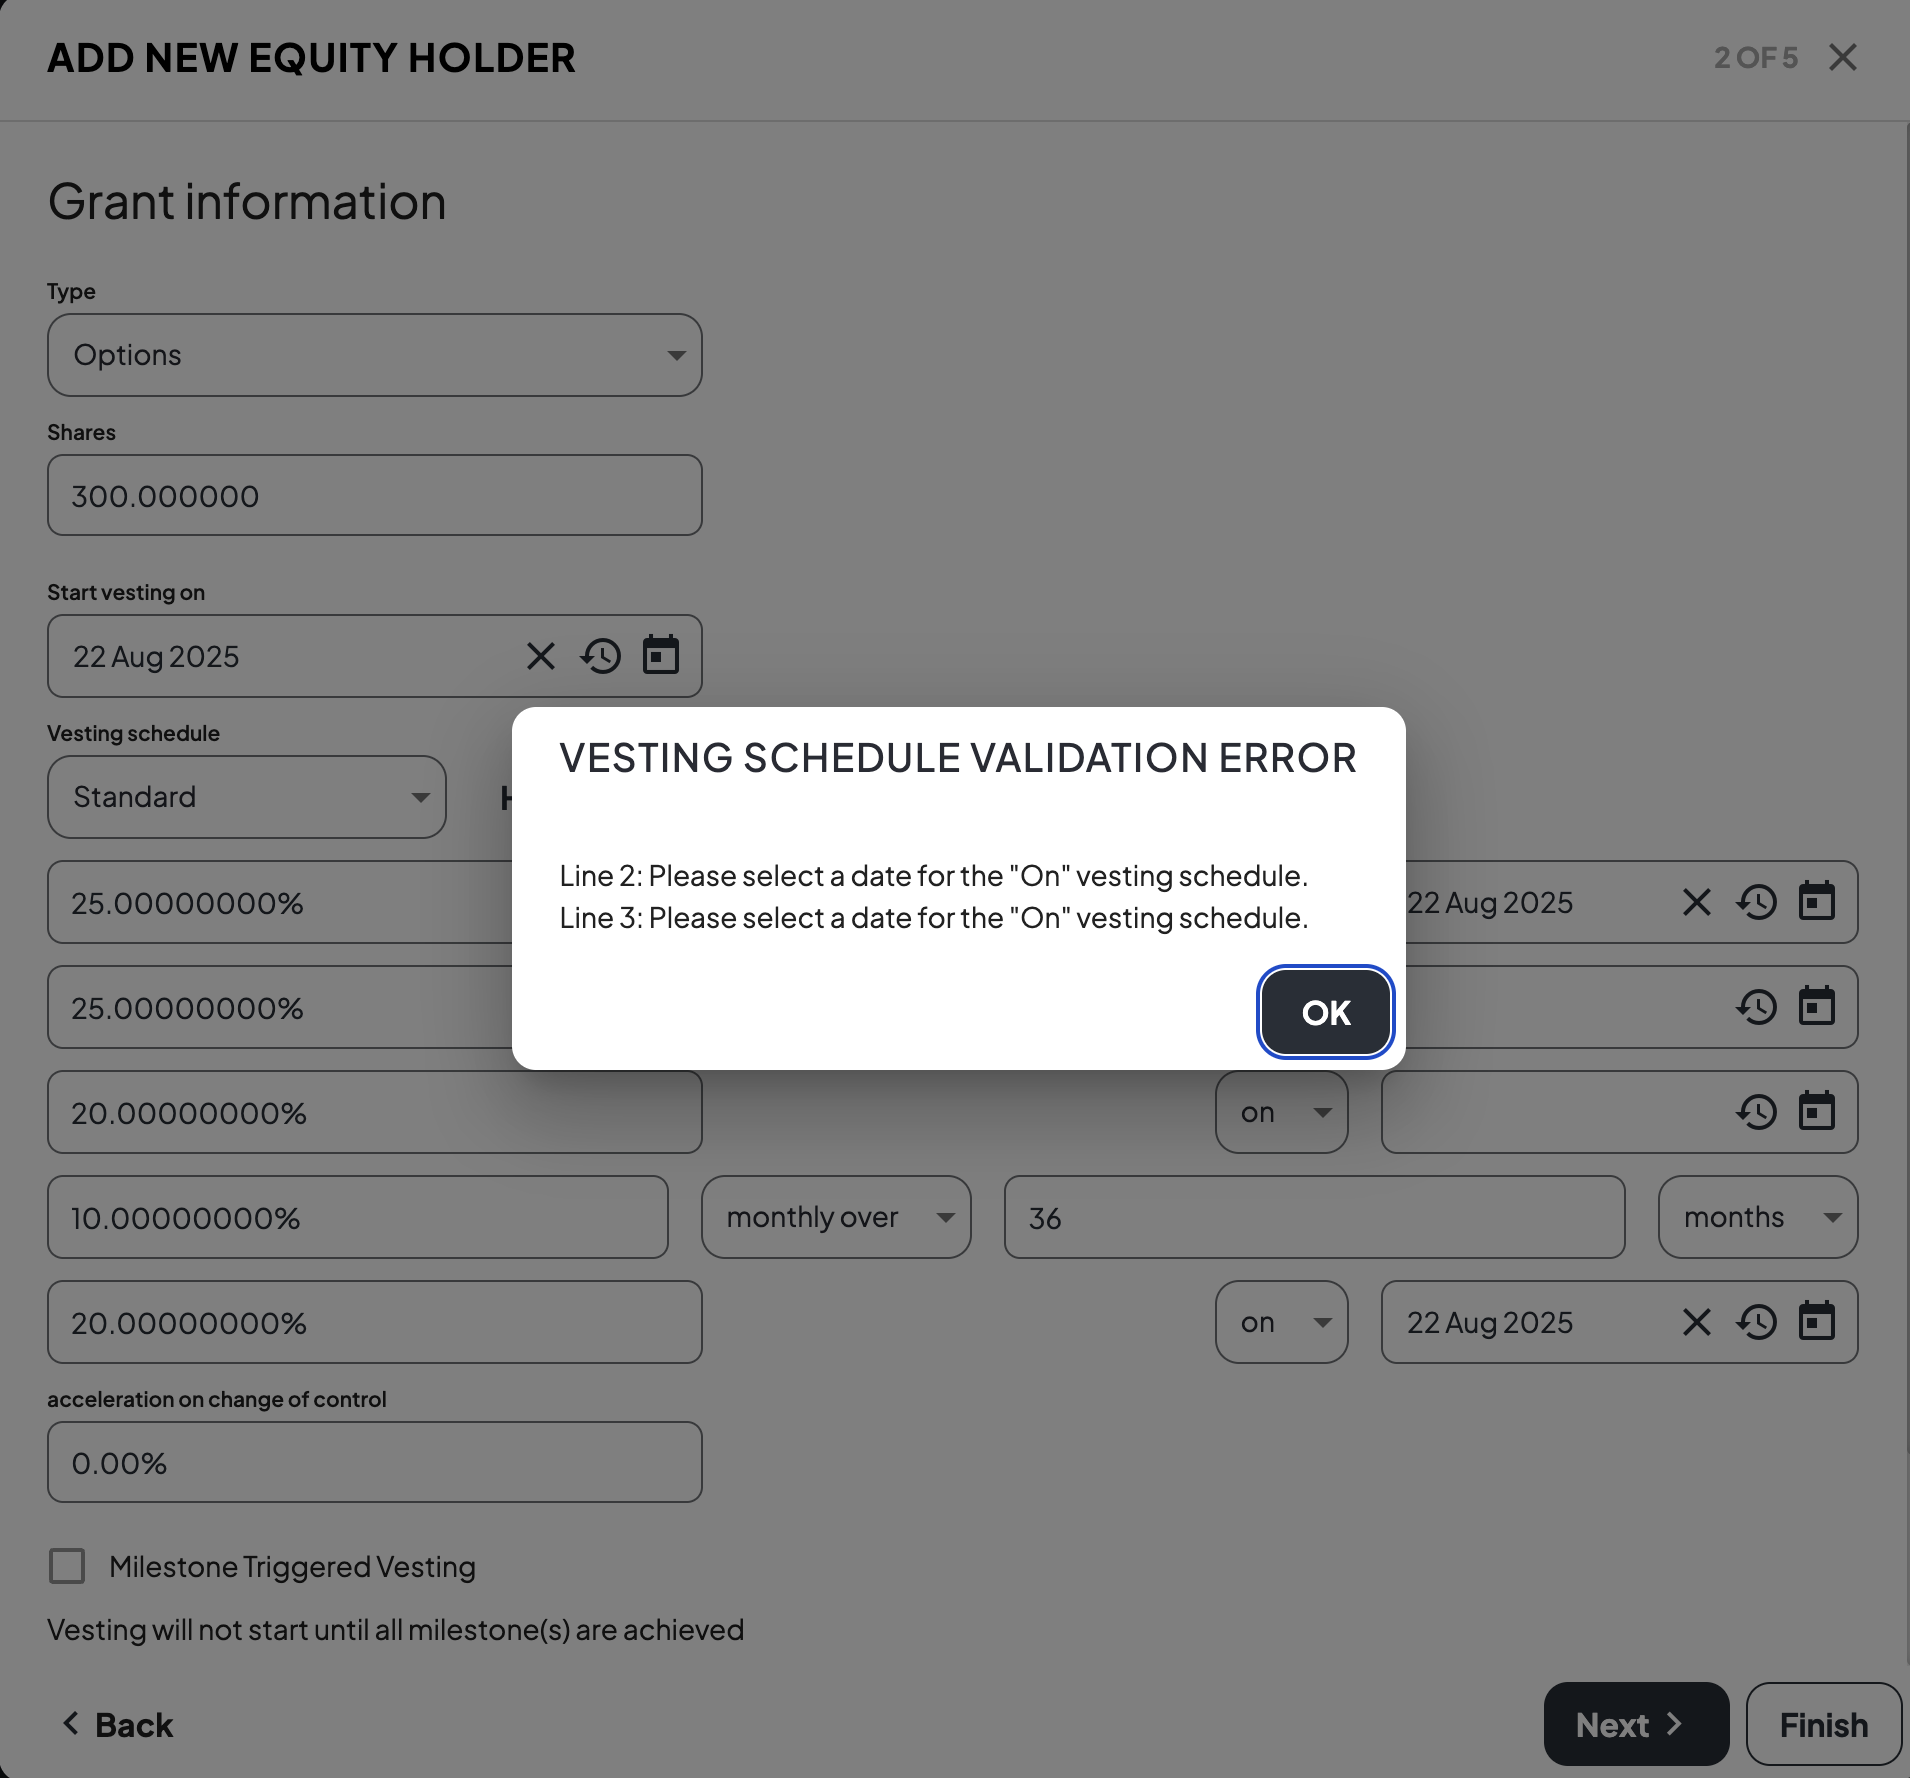 ADD NEW EQUITY HOLDER
2 OF 5
Grant information
Type
Options
Shares
300.000000
Start vesting on
22 Aug 2025
Vesting schedule
Standard
VESTING SCHEDULE VALIDATION ERROR
Line 2: Please select a date for the "On" vesting schedule.
Line 3: Please select a date for the "On" vesting schedule.
OK
25.00000000%
22 Aug 2025
25.00000000%
20.00000000%
on
10.00000000%
monthly over
36
months
20.00000000%
on
22 Aug 2025
acceleration on change of control
0.00%
Milestone Triggered Vesting
Vesting will not start until all milestone(s) are achieved
Back
Next
Finish